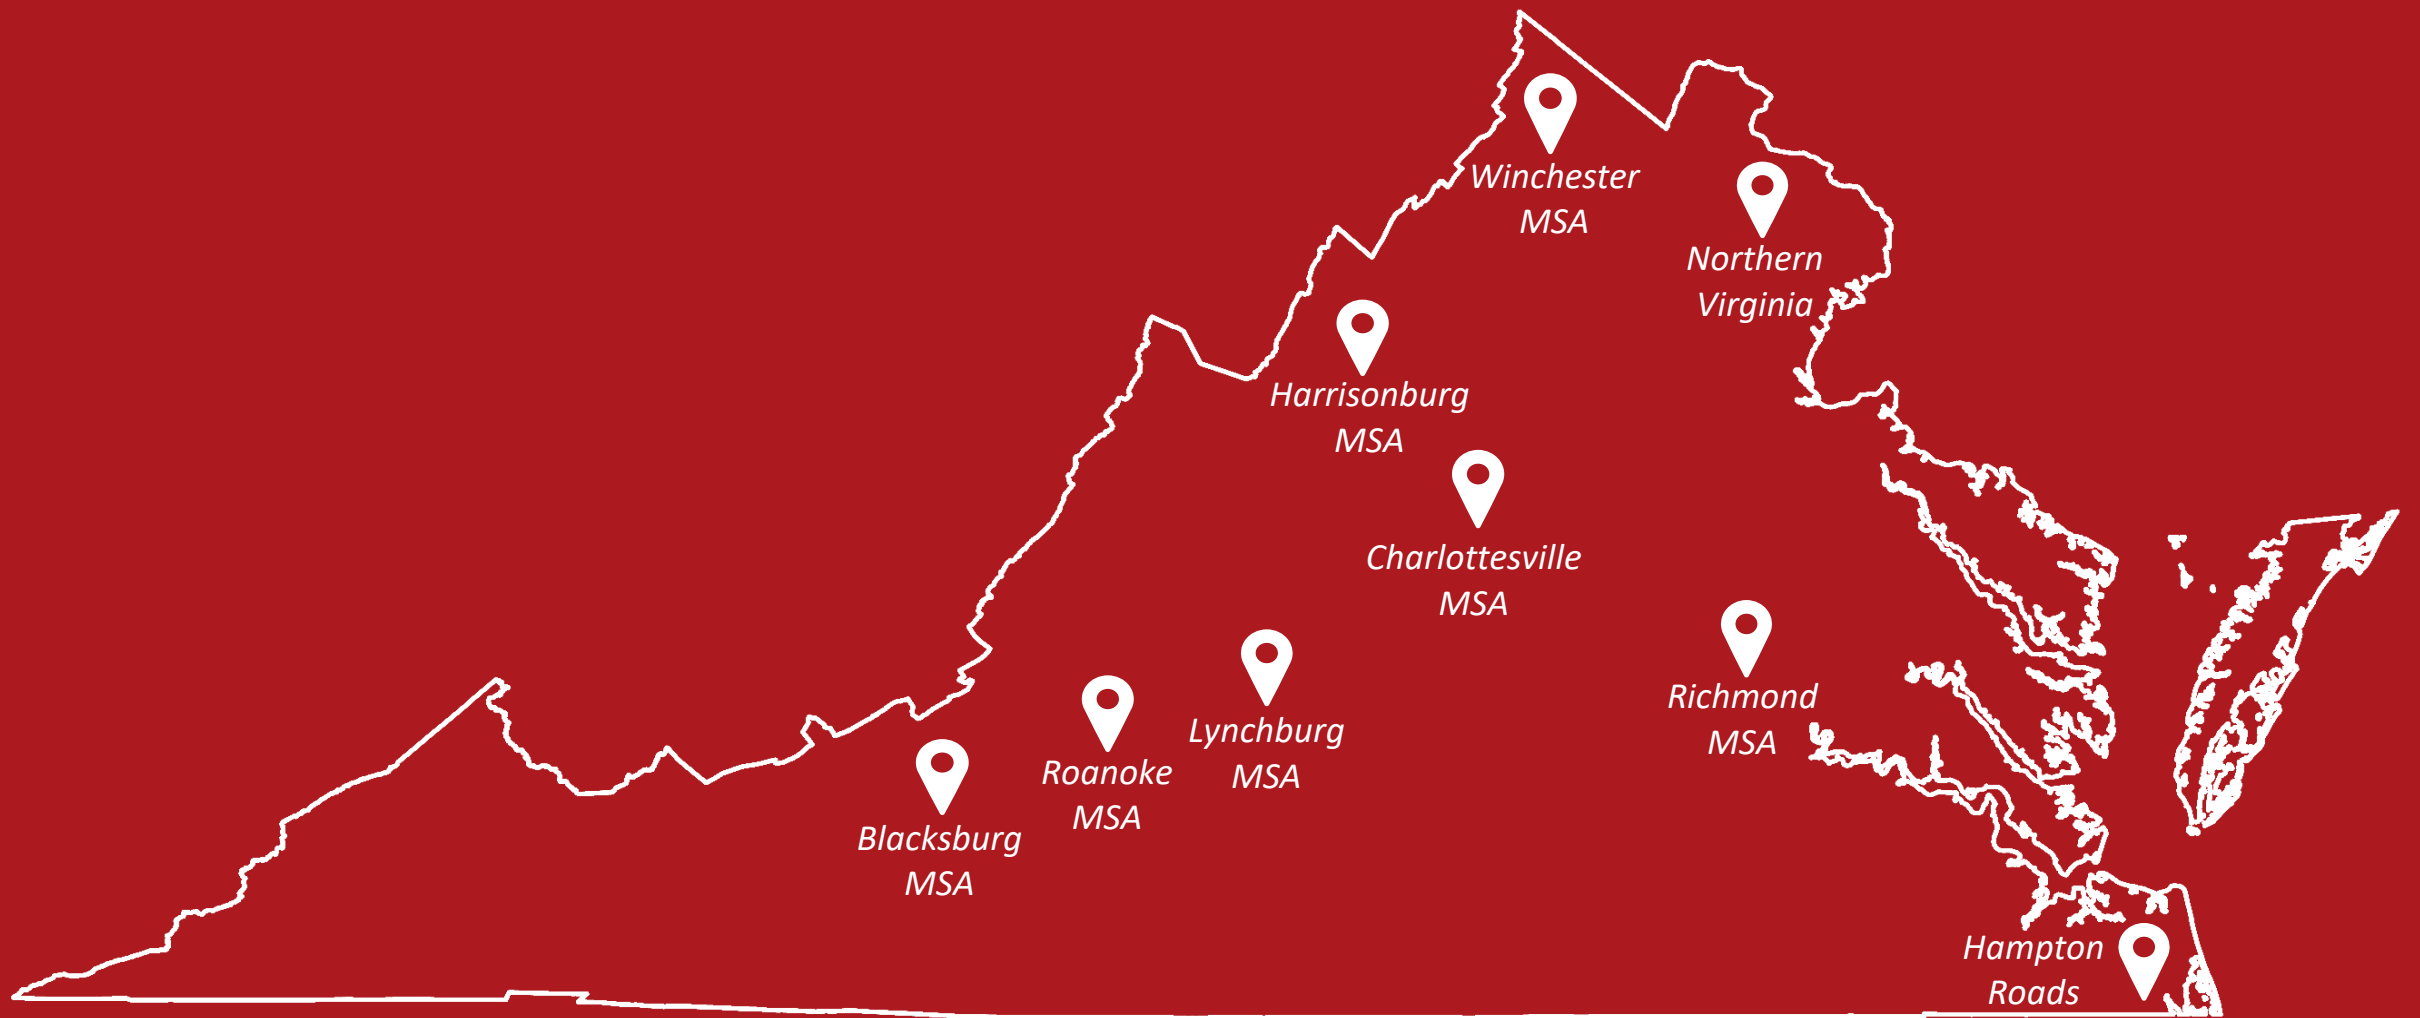 Winchester
MSA
Northern
Virginia
Harrisonburg
MSA
Charlottesville
MSA
Richmond
MSA
Lynchburg
MSA
Roanoke
MSA
Blacksburg
MSA
Hampton
Roads